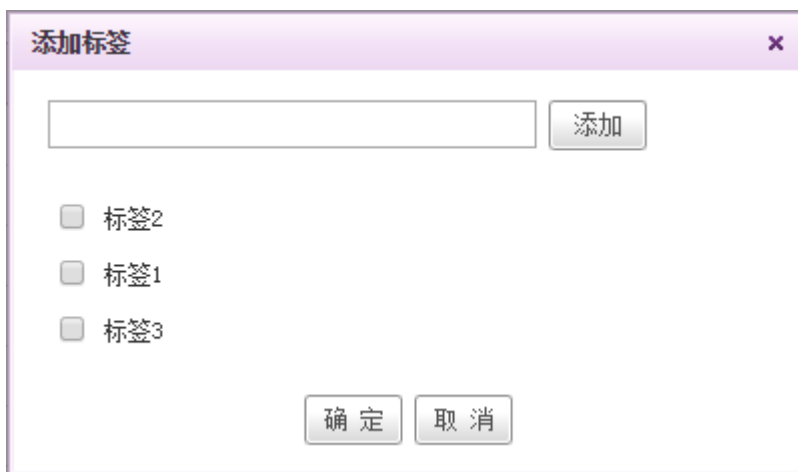 添加标签
添加
标签2
标签1
标签3
确 定 取 消